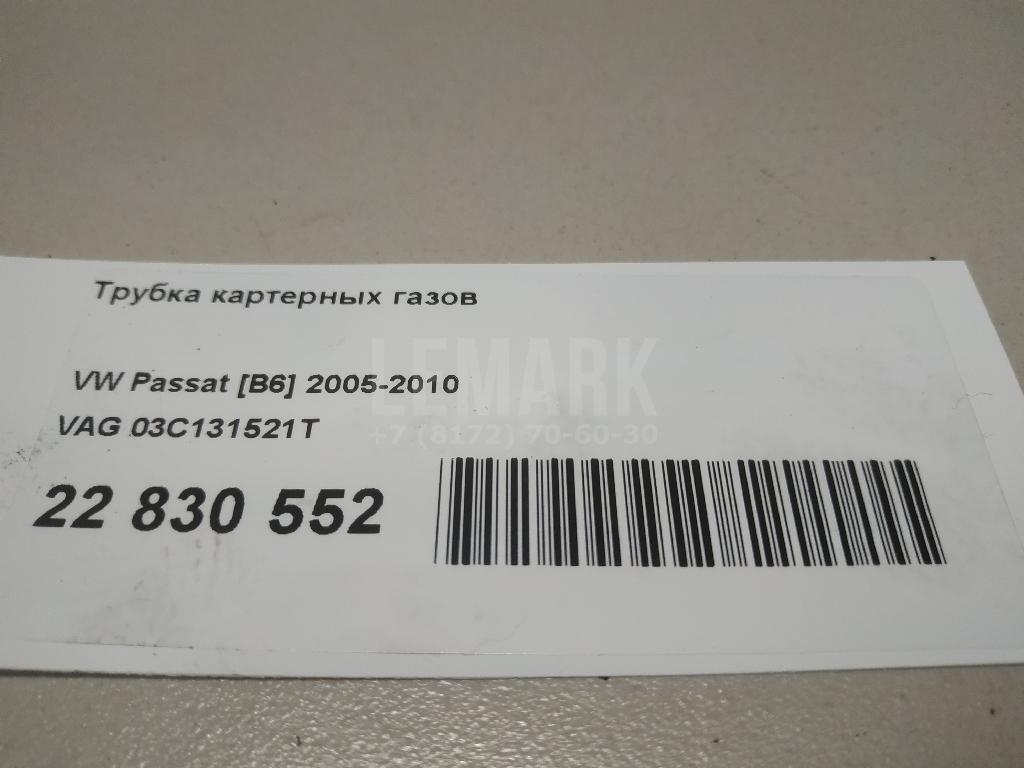 Трубка картерных газов
LEMARK
VW Passat [B6] 2005-2010
+7 (8172) 70-60-30
VAG 03C131521T
22 830 552